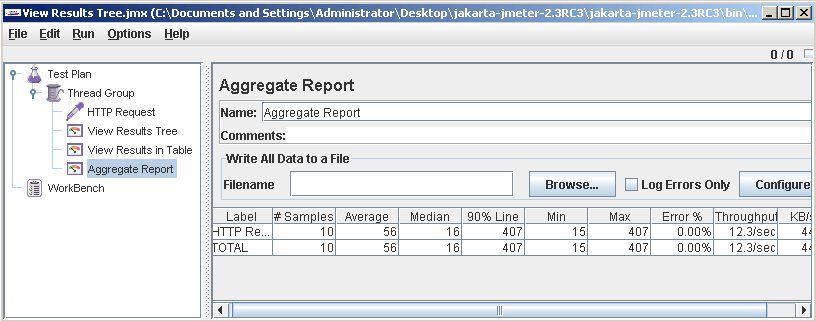 View Results Tree.jmx (C:\Documents and Settings\Administrator\Desktop\jakarta-jmeter-2.3RC3\jakarta-jmeter-2.3RC3\bin\...
File Edit Run Options Help
0 / 0
Test Plan
Thread Group
HTTP Request
View Results Tree
View Results in Table
Aggregate Report
WorkBench
Aggregate Report
Name: Aggregate Report
Comments:
Write All Data to a File
Filename Browse... Log Errors Only Configure
Label # Samples Average Median 90% Line Min Max Error % Throughput KB/s
HTTP Re... 10 56 16 407 15 407 0.00% 12.3/sec 44
TOTAL 10 56 16 407 15 407 0.00% 12.3/sec 44